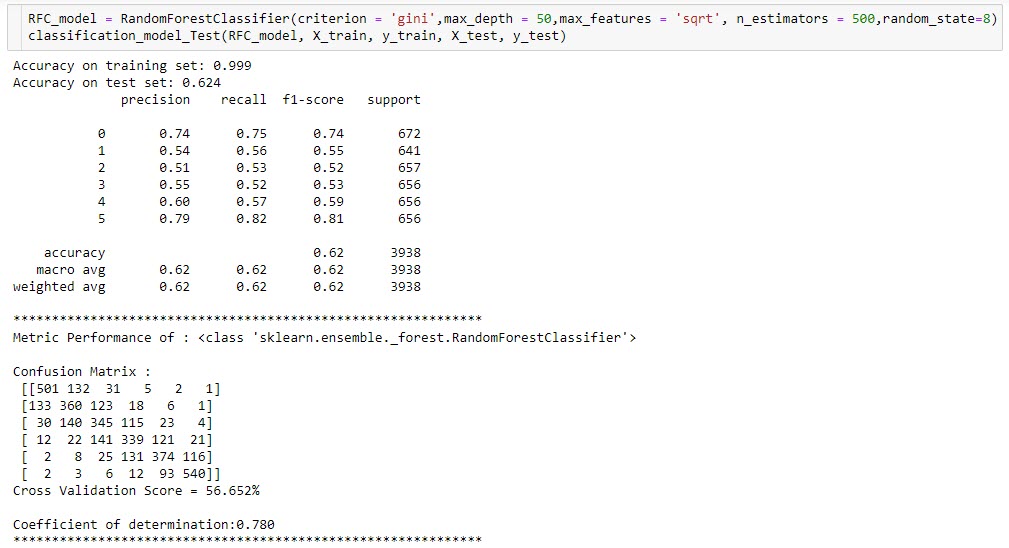 RFC_model = RandomForestClassifier(criterion = 'gini',max_depth = 50,max_features = 'sqrt', n_estimators = 500,random_state=8)
classification_model_Test(RFC_model, X_train, y_train, X_test, y_test)
Accuracy on training set: 0.999
Accuracy on test set: 0.624
precision recall f1-score support
0 0.74 0.75 0.74 672
1 0.54 0.56 0.55 641
2 0.51 0.53 0.52 657
3 0.55 0.52 0.53 656
4 0.60 0.57 0.59 656
5 0.79 0.82 0.81 656
accuracy 0.62 3938
macro avg 0.62 0.62 0.62 3938
weighted avg 0.62 0.62 0.62 3938
*************************************************************
Metric Performance of : <class 'sklearn.ensemble._forest.RandomForestClassifier'>
Confusion Matrix :
[[501 132 31 5 2 1]
[133 360 123 18 6 1]
[ 30 140 345 115 23 4]
[ 12 22 141 339 121 21]
[ 2 8 25 131 374 116]
[ 2 3 6 12 93 540]]
Cross Validation Score = 56.652%
Coefficient of determination:0.780
*************************************************************